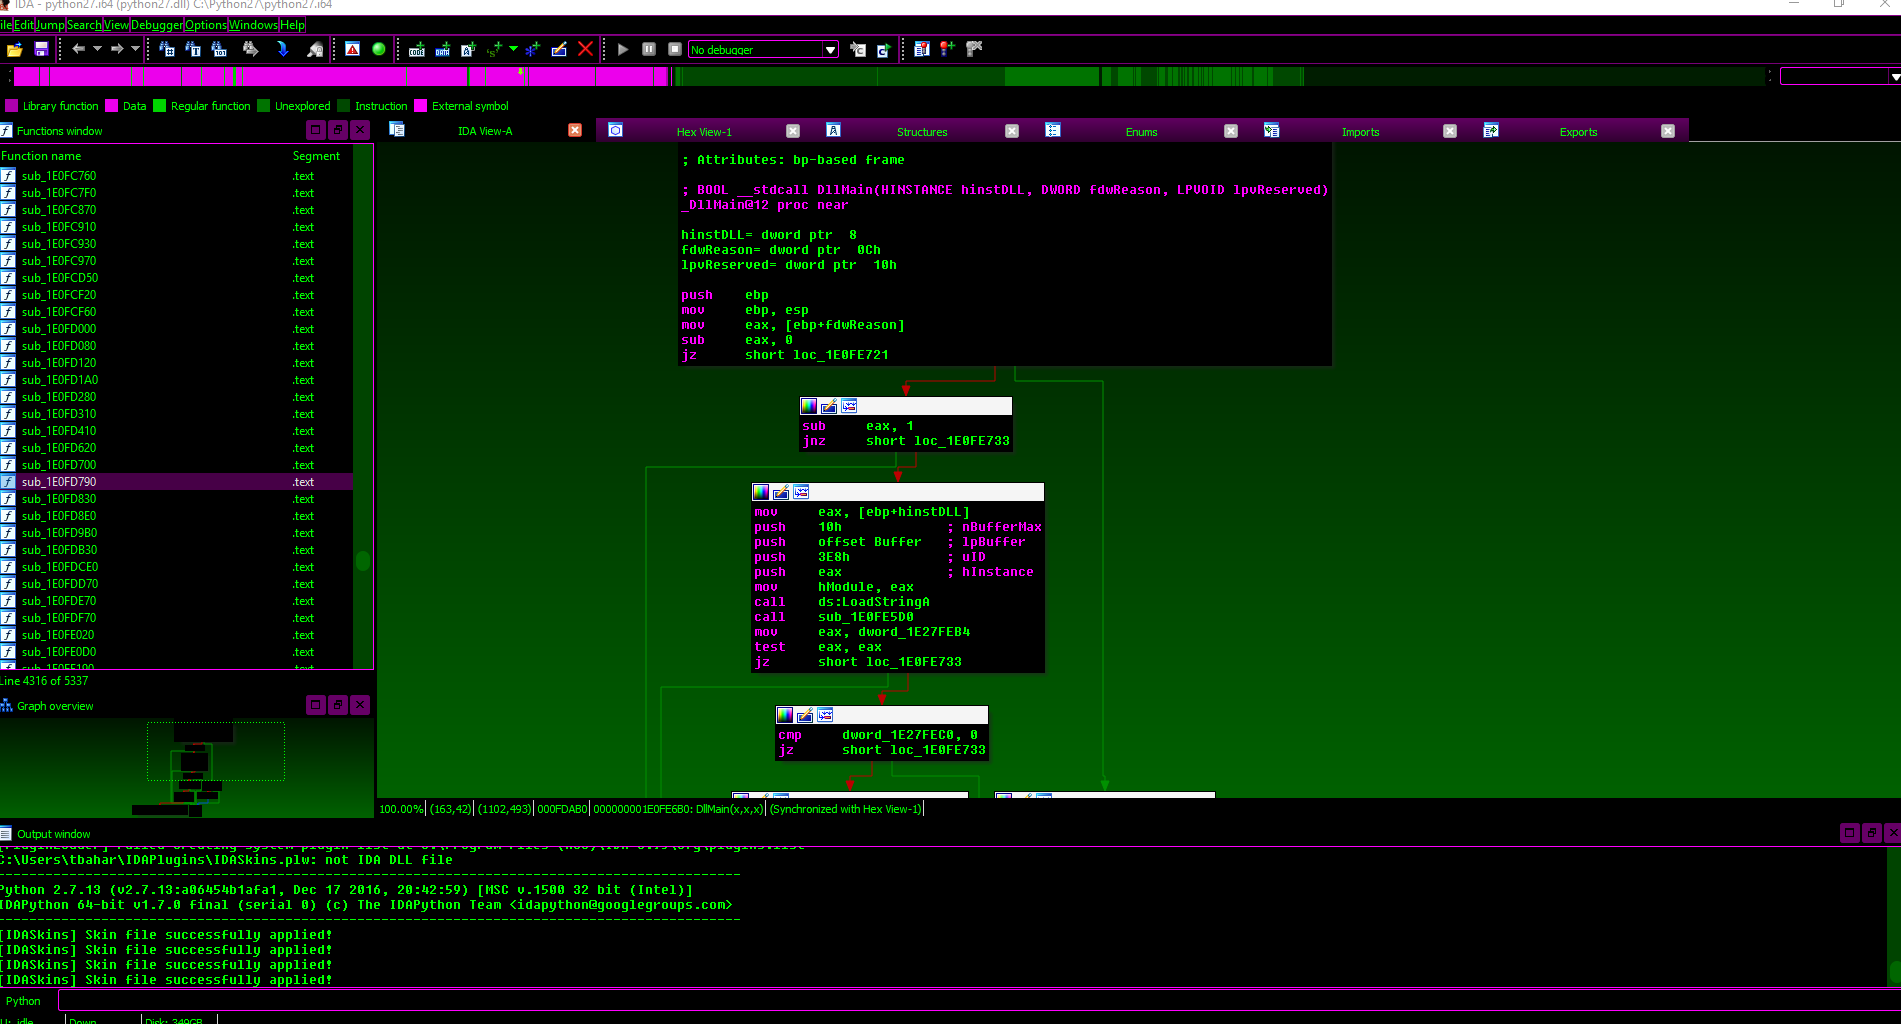 IDA - python27.i64 (python27.dll) C:\Python27\python27.i64
ile Edit Jump Search View Debugger Options Windows Help
No debugger
Library function Data Regular function Unexplored Instruction External symbol
Functions window
Function name Segment
sub_1E0FC760 .text
sub_1E0FC7F0 .text
sub_1E0FC870 .text
sub_1E0FC910 .text
sub_1E0FC930 .text
sub_1E0FC970 .text
sub_1E0FCD50 .text
sub_1E0FCF20 .text
sub_1E0FCF60 .text
sub_1E0FD000 .text
sub_1E0FD080 .text
sub_1E0FD120 .text
sub_1E0FD1A0 .text
sub_1E0FD280 .text
sub_1E0FD310 .text
sub_1E0FD410 .text
sub_1E0FD620 .text
sub_1E0FD700 .text
sub_1E0FD790 .text
sub_1E0FD830 .text
sub_1E0FD8E0 .text
sub_1E0FD9B0 .text
sub_1E0FDB30 .text
sub_1E0FDCE0 .text
sub_1E0FDD70 .text
sub_1E0FDE70 .text
sub_1E0FDF70 .text
sub_1E0FE020 .text
sub_1E0FE0D0 .text
sub_1E0FE190 .text
Line 4316 of 5337
Graph overview
IDA View-A Hex View-1 Structures Enums Imports Exports
; Attributes: bp-based frame
; BOOL __stdcall DllMain(HINSTANCE hinstDLL, DWORD fdwReason, LPVOID lpvReserved)
_DllMain@12 proc near
hinstDLL= dword ptr  8
fdwReason= dword ptr  0Ch
lpvReserved= dword ptr  10h
push ebp
mov ebp, esp
mov eax, [ebp+fdwReason]
sub eax, 0
jz short loc_1E0FE721
sub eax, 1
jnz short loc_1E0FE733
mov eax, [ebp+hinstDLL]
push 10h ; nBufferMax
push offset Buffer ; lpBuffer
push 3E8h ; uID
push eax ; hInstance
mov hModule, eax
call ds:LoadStringA
call sub_1E0FE5D0
mov eax, dword_1E27FEB4
test eax, eax
jz short loc_1E0FE733
cmp dword_1E27FEC0, 0
jz short loc_1E0FE733
100.00% (163,42) (1102,493) 000FDAB0 000000001E0FE6B0: DllMain(x,x,x) (Synchronized with Hex View-1)
Output window
C:\Users\tbahar\IDAPlugins\IDASkins.plw: not IDA DLL file
Python 2.7.13 (v2.7.13:a06454b1afa1, Dec 17 2016, 20:42:59) [MSC v.1500 32 bit (Intel)]
IDAPython 64-bit v1.7.0 final (serial 0) (c) The IDAPython Team <idapython@googlegroups.com>
[IDASkins] Skin file successfully applied!
[IDASkins] Skin file successfully applied!
[IDASkins] Skin file successfully applied!
[IDASkins] Skin file successfully applied!
Python
idle Down Disk: 349GB